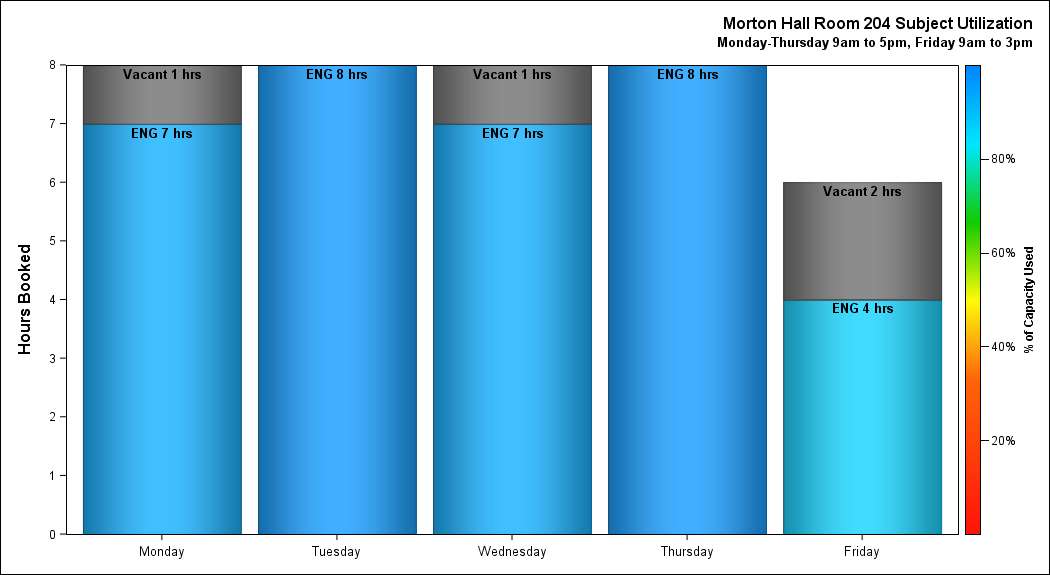 Morton Hall Room 204 Subject Utilization
Monday-Thursday 9am to 5pm, Friday 9am to 3pm
Hours Booked
8
7
6
5
4
3
2
1
0
Vacant 1 hrs
ENG 7 hrs
ENG 8 hrs
Vacant 1 hrs
ENG 7 hrs
ENG 8 hrs
Vacant 2 hrs
ENG 4 hrs
Monday
Tuesday
Wednesday
Thursday
Friday
80%
60%
40%
20%
% of Capacity Used